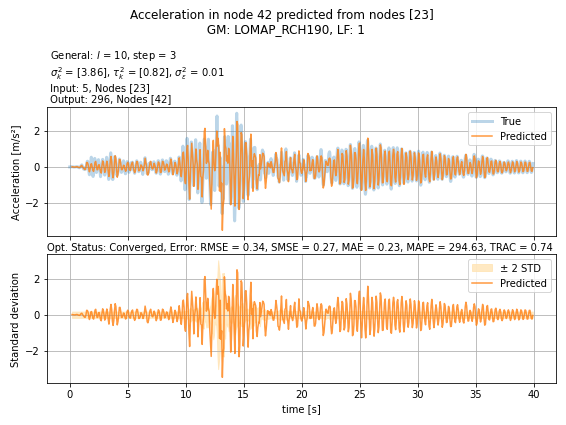 Acceleration in node 42 predicted from nodes [23]
GM: LOMAP_RCH190, LF: 1
General: l = 10, step = 3
σ²ₖ = [3.86], τ²ₖ = [0.82], σ²ε = 0.01
Input: 5, Nodes [23]
Output: 296, Nodes [42]
Acceleration [m/s²]
2
0
−2
True
Predicted
Opt. Status: Converged, Error: RMSE = 0.34, SMSE = 0.27, MAE = 0.23, MAPE = 294.63, TRAC = 0.74
Standard deviation
2
0
−2
± 2 STD
Predicted
0 5 10 15 20 25 30 35 40
time [s]